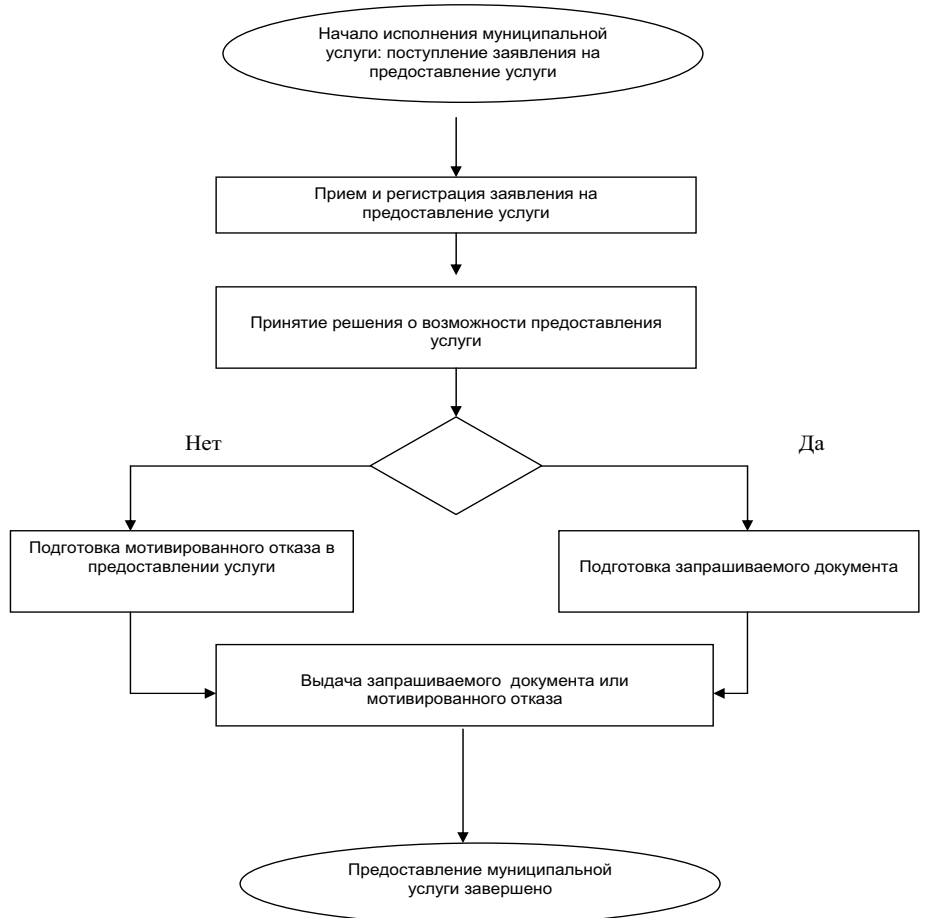 Начало исполнения муниципальной
услуги: поступление заявления на
предоставление услуги
Прием и регистрация заявления на
предоставление услуги
Принятие решения о возможности предоставления
услуги
Нет
Да
Подготовка мотивированного отказа в
предоставлении услуги
Подготовка запрашиваемого документа
Выдача запрашиваемого документа или
мотивированного отказа
Предоставление муниципальной
услуги завершено